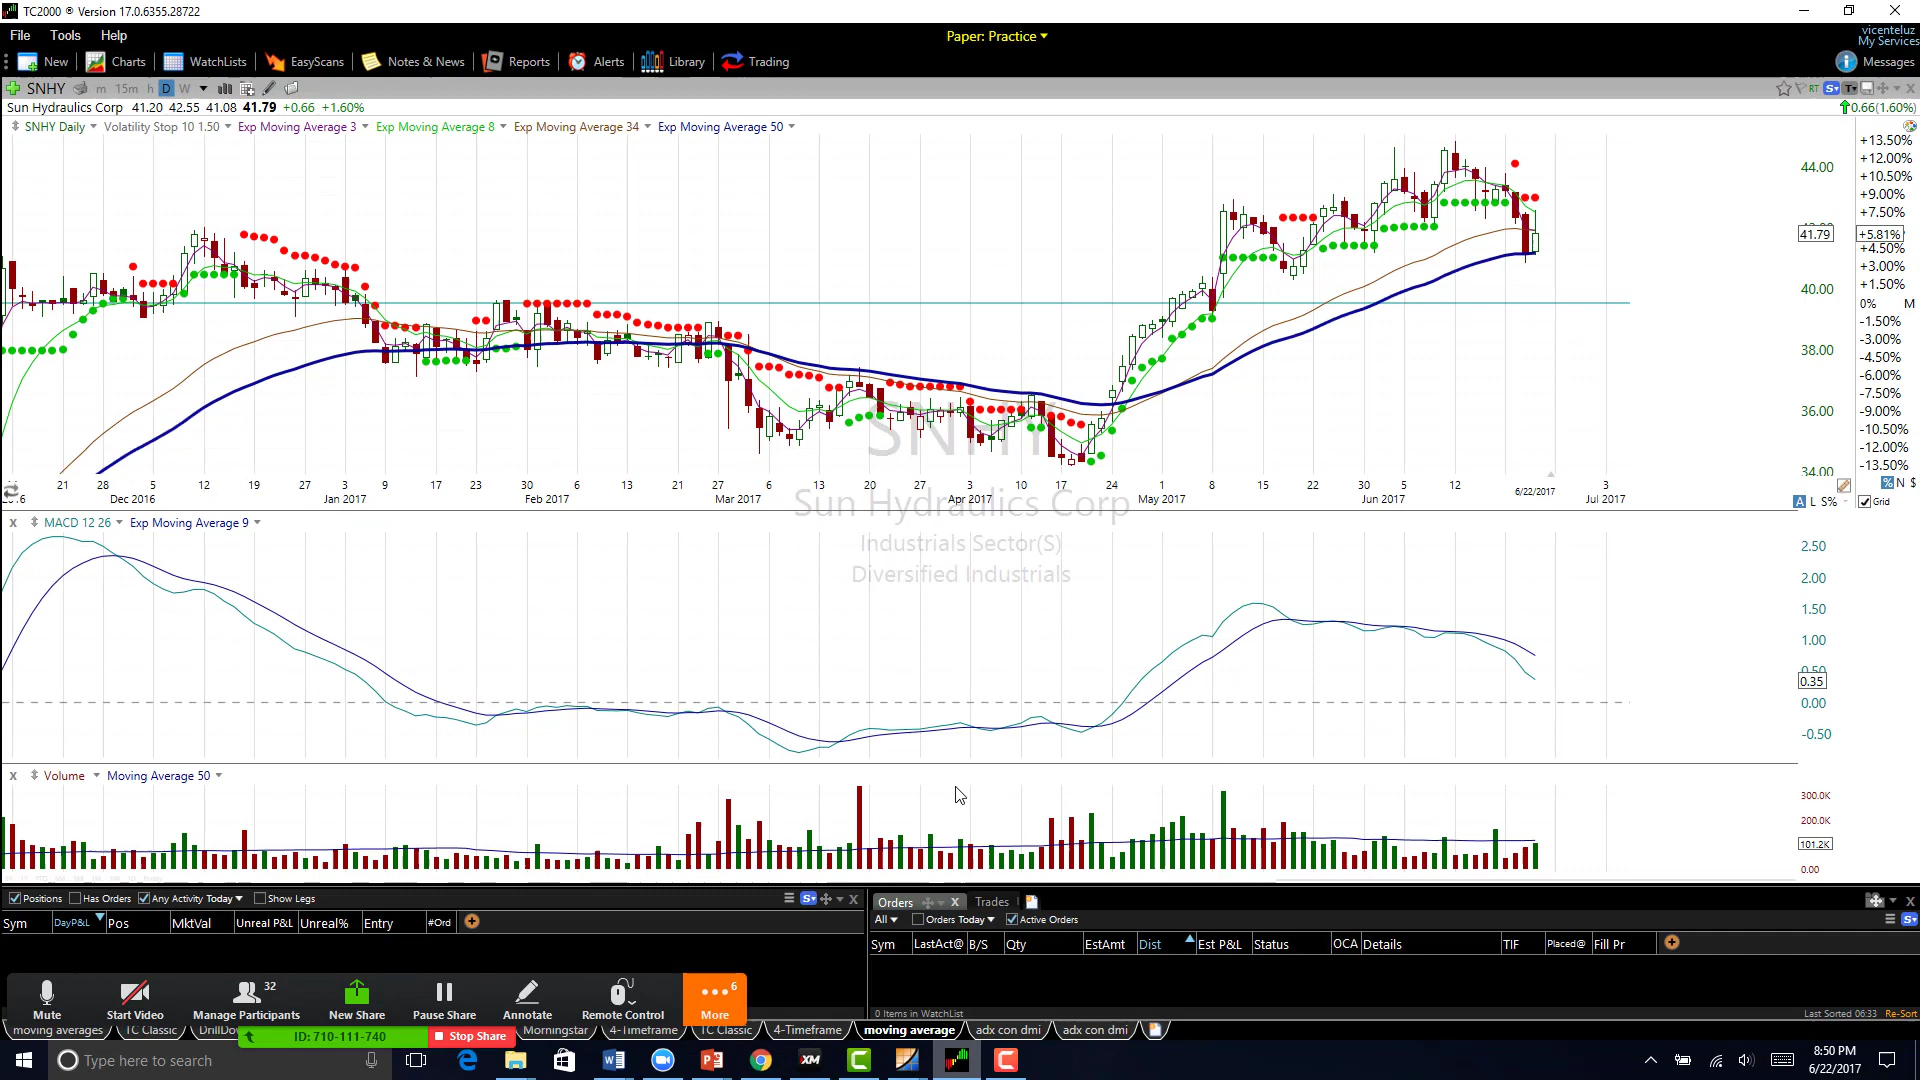 TC2000 ® Version 17.0.6355.28722
File Tools Help
Paper: Practice
vicenteluz
My Services
New Charts WatchLists EasyScans Notes & News Reports Alerts Library Trading
Messages
SNHY m 15m h D W
RT
Sun Hydraulics Corp 41.20 42.55 41.08 41.79 +0.66 +1.60%
0.66(1.60%)
SNHY Daily Volatility Stop 10 1.50 Exp Moving Average 3 Exp Moving Average 8 Exp Moving Average 34 Exp Moving Average 50
44.00
41.79
40.00
38.00
36.00
34.00
+13.50%
+12.00%
+10.50%
+9.00%
+7.50%
+5.81%
+4.50%
+3.00%
+1.50%
0% M
-1.50%
-3.00%
-4.50%
-6.00%
-7.50%
-9.00%
-10.50%
-12.00%
-13.50%
% N $
A L S% Grid
SNHY
Sun Hydraulics Corp
Industrials Sector(S)
Diversified Industrials
21 28 5 12 19 27 3 9 17 23 30 6 13 21 27 6 13 20 27 3 10 17 24 1 8 15 22 30 5 12 3
Dec 2016 Jan 2017 Feb 2017 Mar 2017 Apr 2017 May 2017 Jun 2017 6/22/2017 Jul 2017
X MACD 12 26 Exp Moving Average 9
2.50
2.00
1.50
1.00
0.50
0.35
0.00
-0.50
X Volume Moving Average 50
300.0K
200.0K
101.2K
0.00
Positions Has Orders Any Activity Today Show Legs
Sym DayP&L Pos MktVal Unreal P&L Unreal% Entry #Ord
Orders X Trades
All Orders Today Active Orders
Sym LastAct@ B/S Qty EstAmt Dist Est P&L Status OCA Details TIF Placed@ Fill Pr
0 Items in WatchList
Last Sorted 06:33 Re-Sort
32
6
Mute Start Video Manage Participants New Share Pause Share Annotate Remote Control More
ID: 710-111-740 Stop Share
moving averages TC Classic Morningstar 4-Timeframe TC Classic 4-Timeframe moving average adx con dmi adx con dmi
Type here to search
XM
8:50 PM
6/22/2017